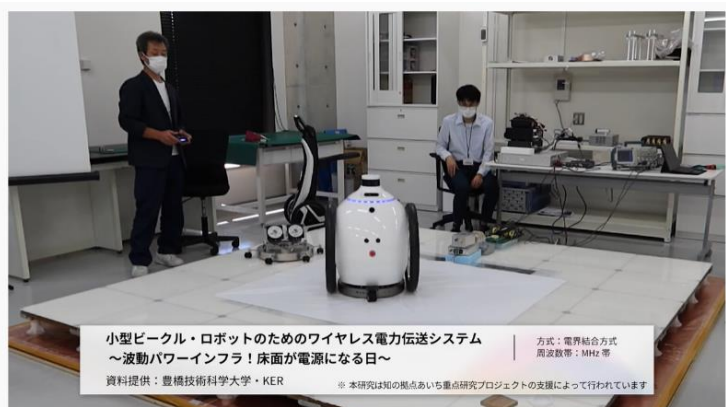 小型ビークル・ロボットのためのワイヤレス電力伝送システム
～波動パワーインフラ！床面が電源になる日～
資料提供：豊橋技術科学大学・KER
方式：電界結合方式
周波数帯：MHz 帯
※ 本研究は知の拠点あいち重点研究プロジェクトの支援によって行われています